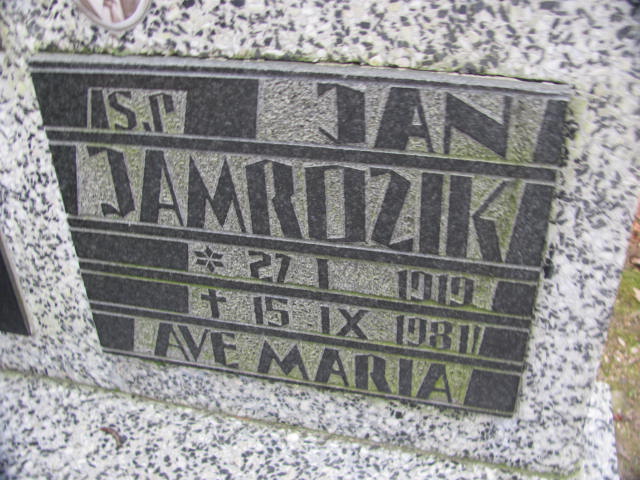 Ś.P. JAN
JAMROZIK
* 27 I 1919
† 15 IX 1981
AVE MARIA